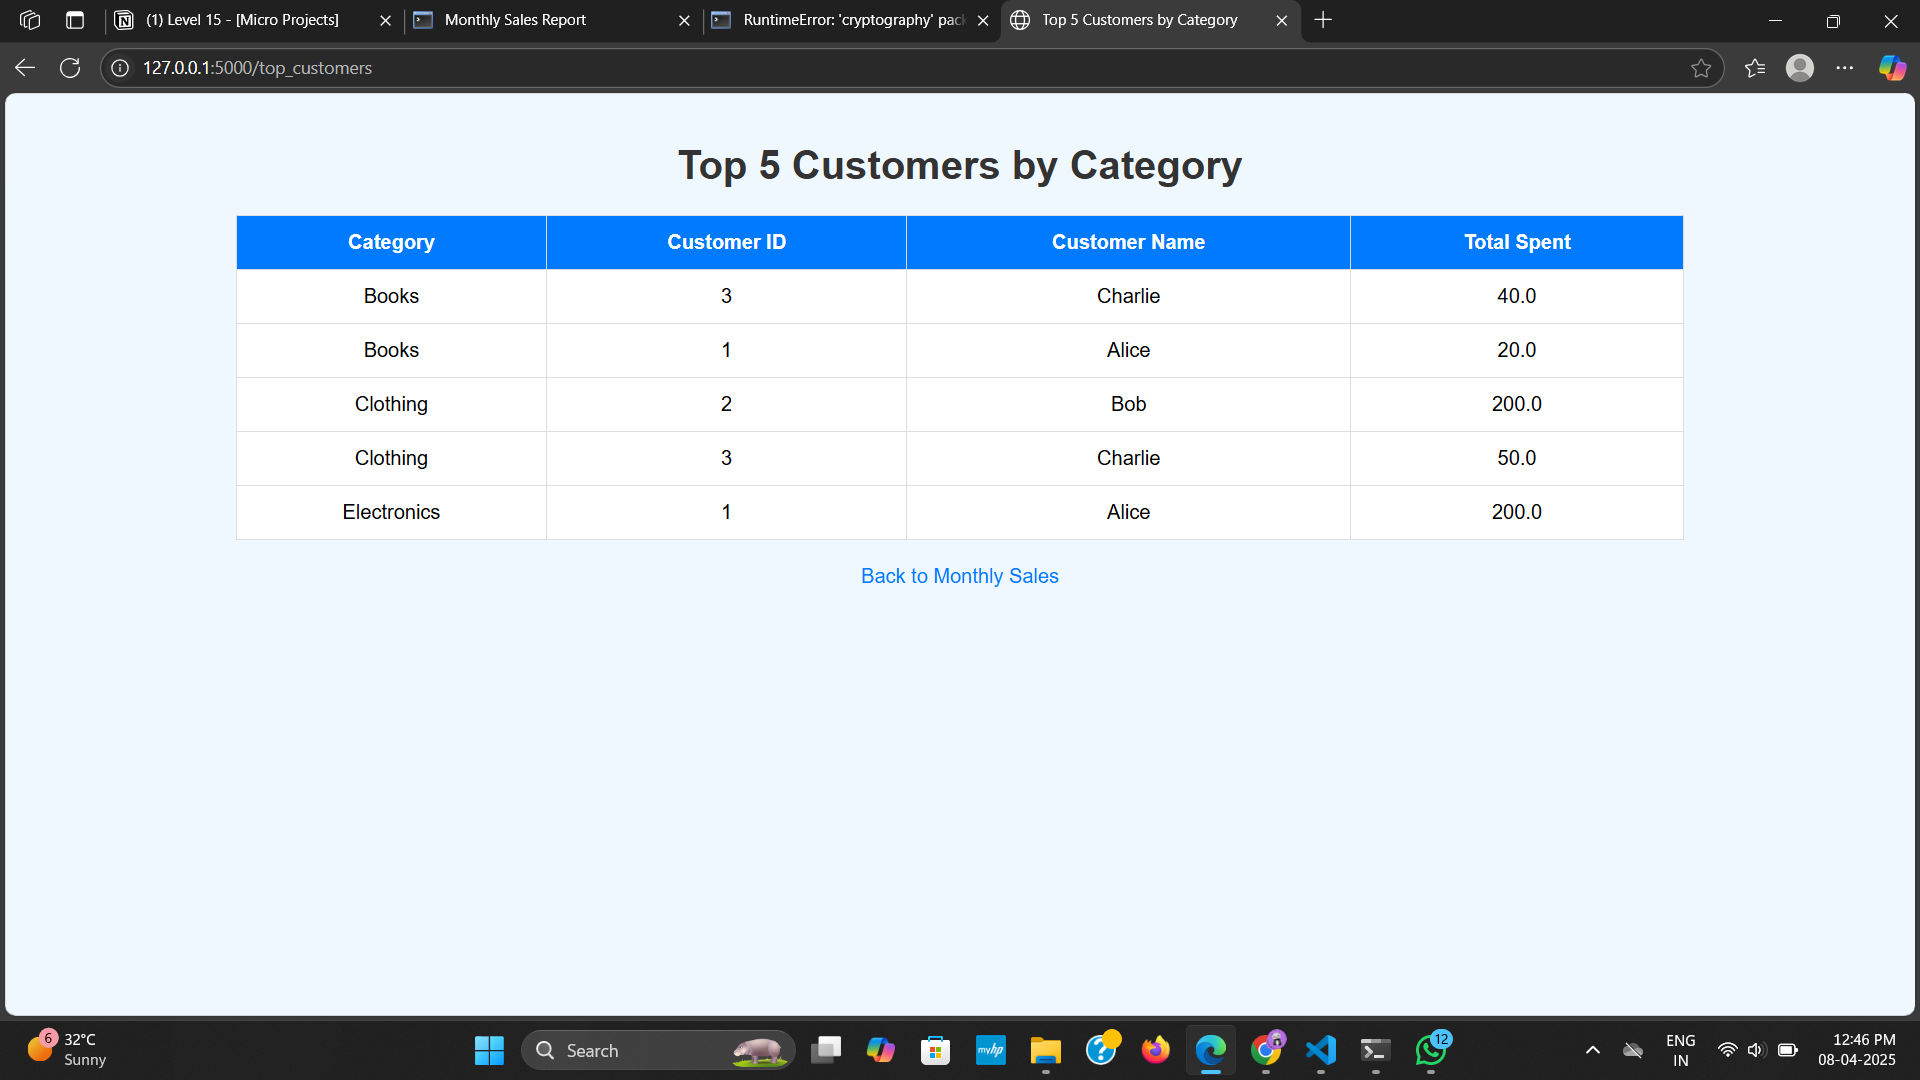 (1) Level 15 - [Micro Projects]
Monthly Sales Report
RuntimeError: 'cryptography' pac
Top 5 Customers by Category
127.0.0.1:5000/top_customers
Top 5 Customers by Category
Category Customer ID Customer Name Total Spent
Books 3 Charlie 40.0
Books 1 Alice 20.0
Clothing 2 Bob 200.0
Clothing 3 Charlie 50.0
Electronics 1 Alice 200.0
Back to Monthly Sales
6
32°C
Sunny
Search
myhp
12
ENG
IN
12:46 PM
08-04-2025